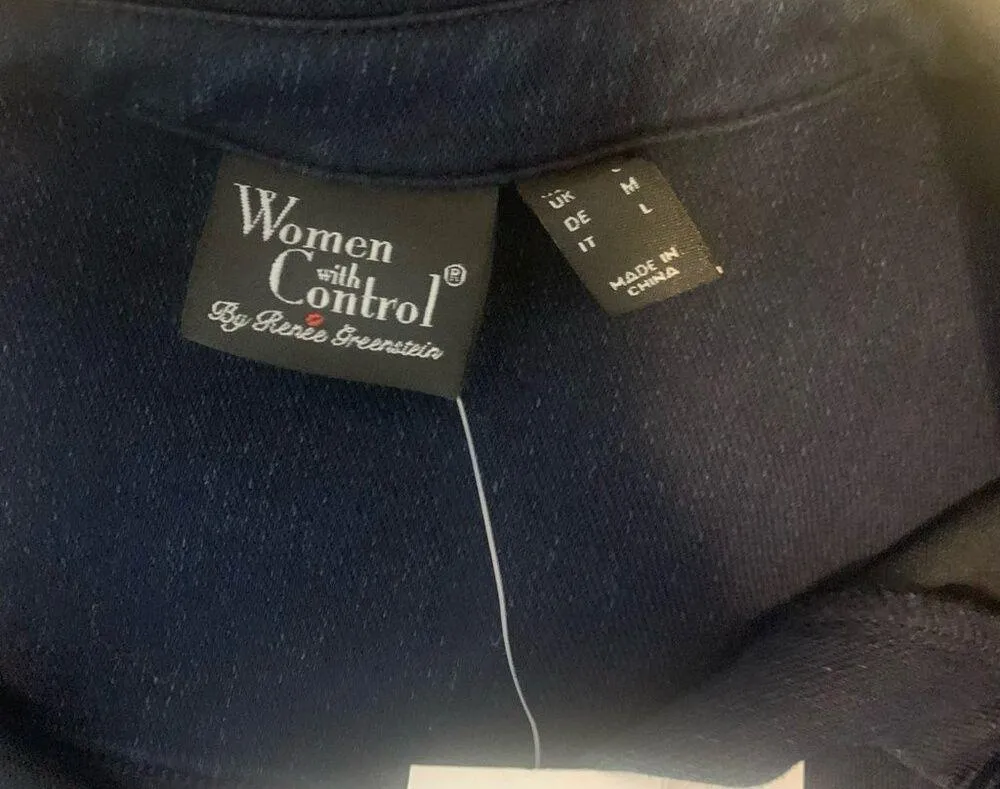 Women
with
Control®
By Renée Greenstein
UK
DE M
IT L
MADE IN
CHINA